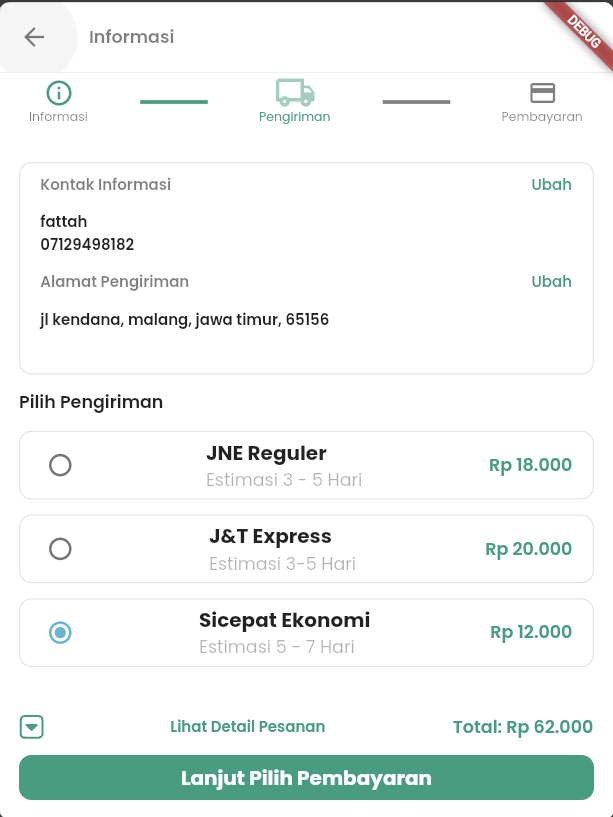 Informasi
DEBUG
Informasi
Pengiriman
Pembayaran
Kontak Informasi
Ubah
fattah
07129498182
Alamat Pengiriman
Ubah
jl kendana, malang, jawa timur, 65156
Pilih Pengiriman
JNE Reguler
Estimasi 3 - 5 Hari
Rp 18.000
J&T Express
Estimasi 3-5 Hari
Rp 20.000
Sicepat Ekonomi
Estimasi 5 - 7 Hari
Rp 12.000
Lihat Detail Pesanan
Total: Rp 62.000
Lanjut Pilih Pembayaran